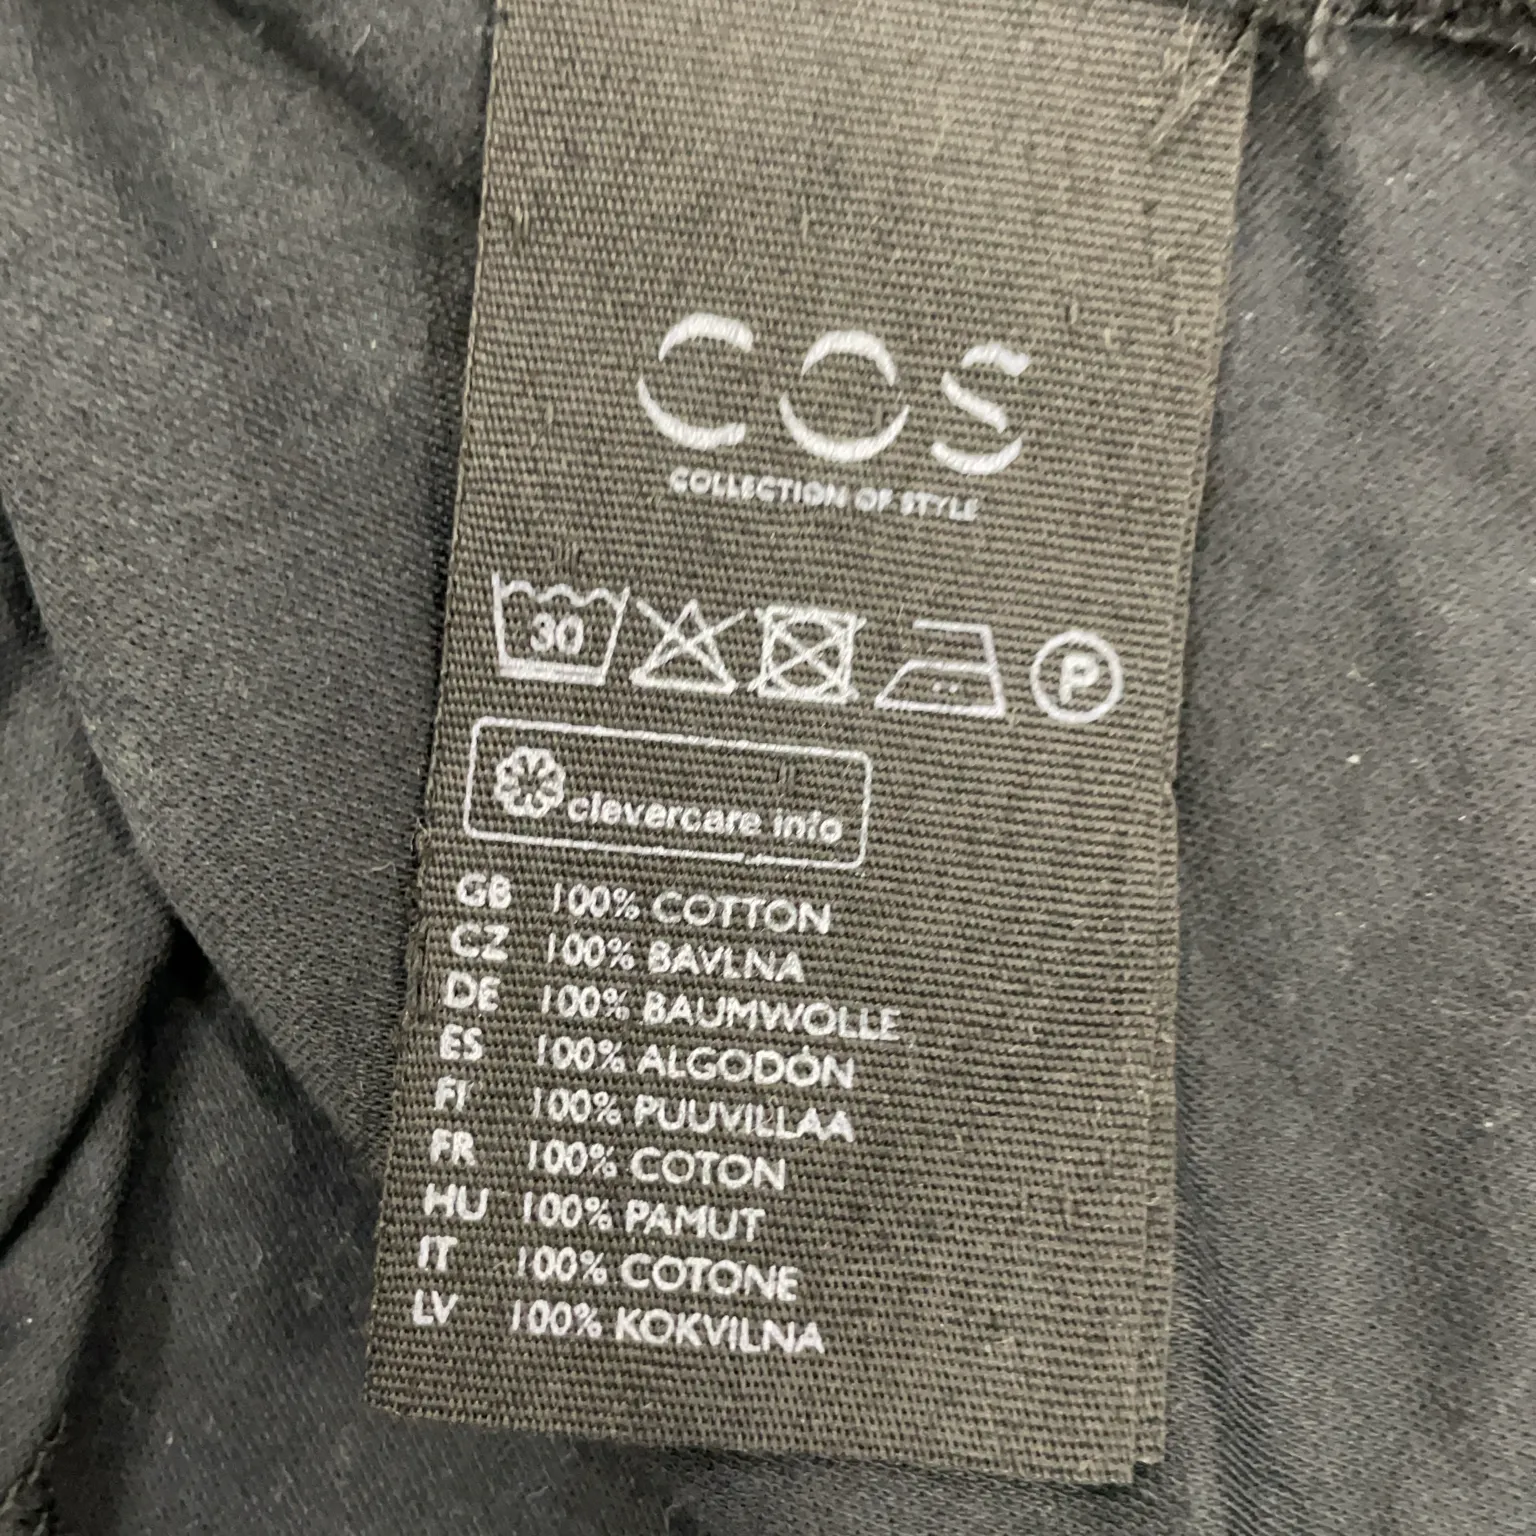 COS
COLLECTION OF STYLE
30
P
clevercare.info
GB 100% COTTON
CZ 100% BAVLNA
DE 100% BAUMWOLLE
ES 100% ALGODÓN
FI 100% PUUVILLAA
FR 100% COTON
HU 100% PAMUT
IT 100% COTONE
LV 100% KOKVILNA